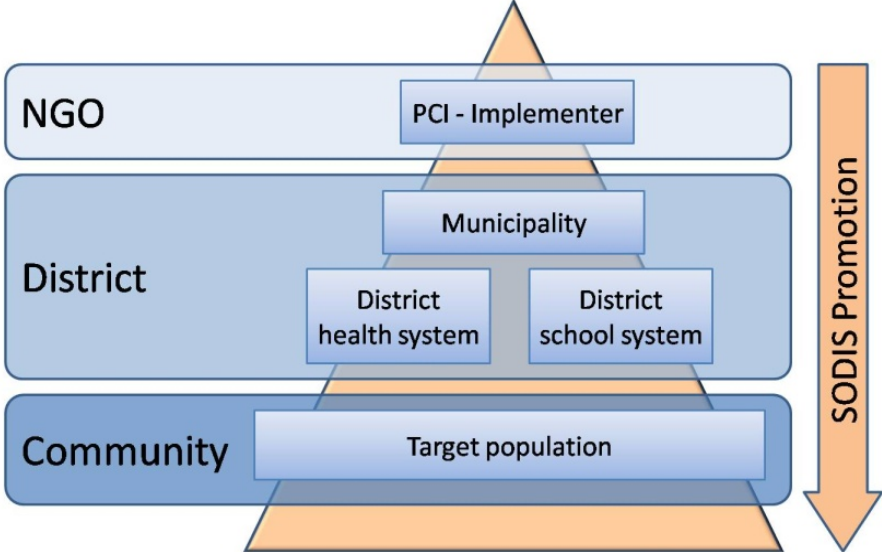 NGO
PCI - Implementer
District
Municipality
District
health system
District
school system
Community
Target population
SODIS Promotion